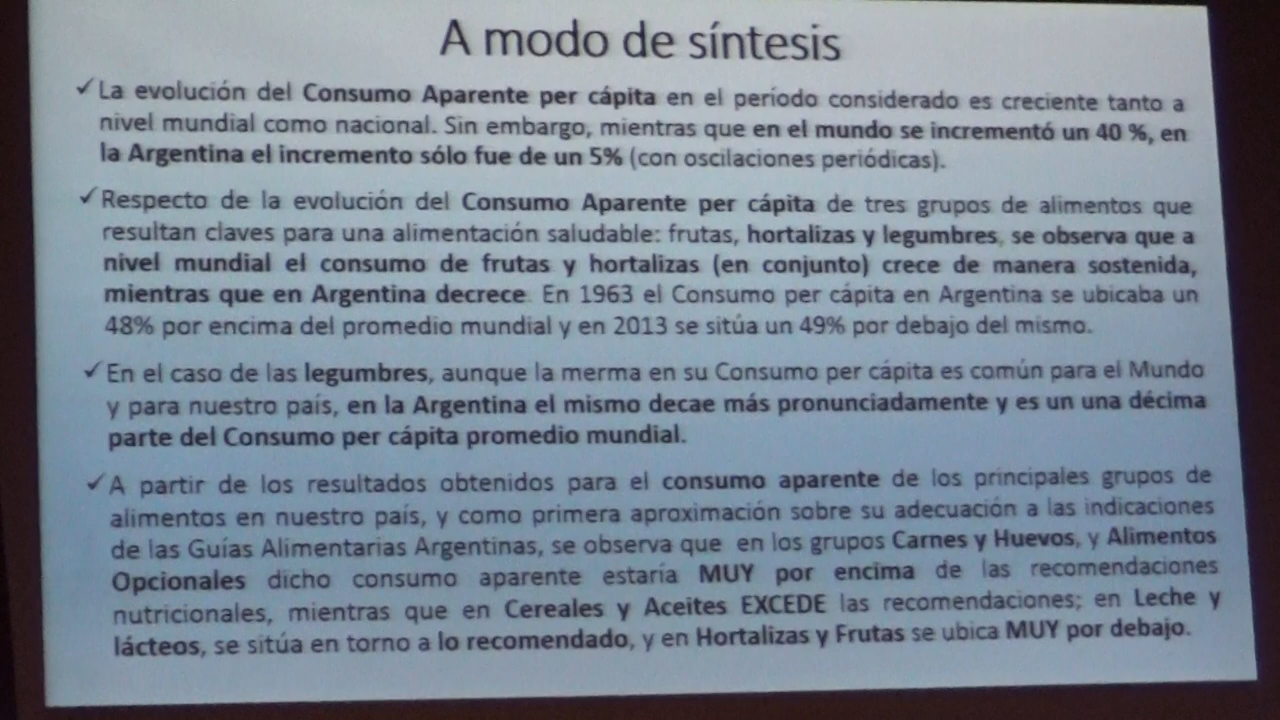 A modo de síntesis
✓La evolución del Consumo Aparente per cápita en el período considerado es creciente tanto a
nivel mundial como nacional. Sin embargo, mientras que en el mundo se incrementó un 40 %, en
la Argentina el incremento sólo fue de un 5% (con oscilaciones periódicas).
✓Respecto de la evolución del Consumo Aparente per cápita de tres grupos de alimentos que
resultan claves para una alimentación saludable: frutas, hortalizas y legumbres, se observa que a
nivel mundial el consumo de frutas y hortalizas (en conjunto) crece de manera sostenida,
mientras que en Argentina decrece. En 1963 el Consumo per cápita en Argentina se ubicaba un
48% por encima del promedio mundial y en 2013 se sitúa un 49% por debajo del mismo.
✓En el caso de las legumbres, aunque la merma en su Consumo per cápita es común para el Mundo
y para nuestro país, en la Argentina el mismo decae más pronunciadamente y es un una décima
parte del Consumo per cápita promedio mundial.
✓A partir de los resultados obtenidos para el consumo aparente de los principales grupos de
alimentos en nuestro país, y como primera aproximación sobre su adecuación a las indicaciones
de las Guías Alimentarias Argentinas, se observa que en los grupos Carnes y Huevos, y Alimentos
Opcionales dicho consumo aparente estaría MUY por encima de las recomendaciones
nutricionales, mientras que en Cereales y Aceites EXCEDE las recomendaciones; en Leche y
lácteos, se sitúa en torno a lo recomendado, y en Hortalizas y Frutas se ubica MUY por debajo.